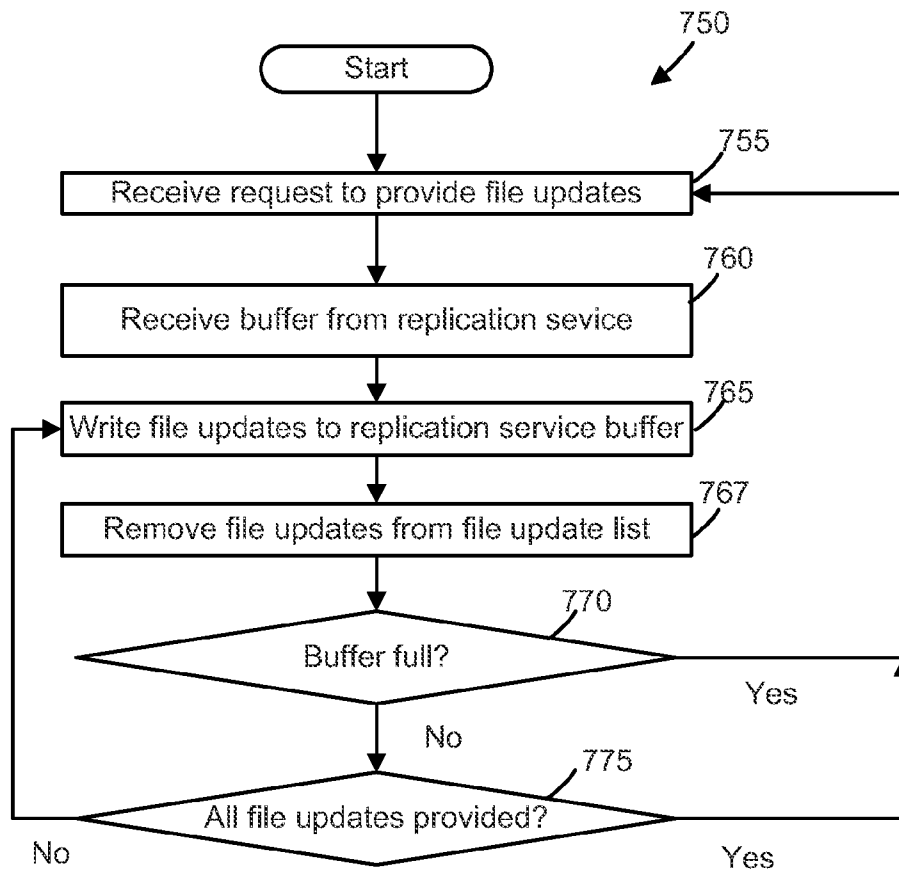 750
Start
755
Receive request to provide file updates
760
Receive buffer from replication sevice
765
Write file updates to replication service buffer
767
Remove file updates from file update list
770
Buffer full?
Yes
No
775
All file updates provided?
No
Yes